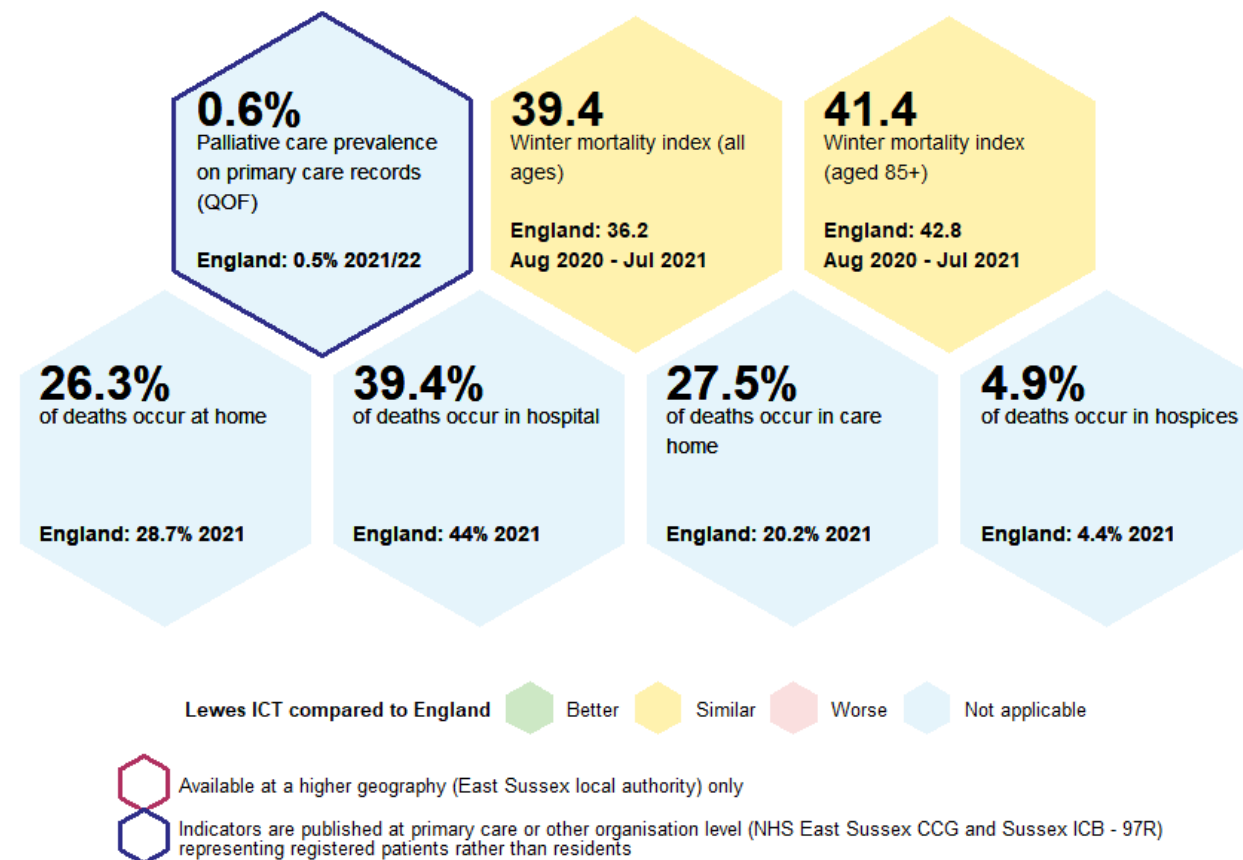 0.6%
Palliative care prevalence
on primary care records
(QOF)
England: 0.5% 2021/22
39.4
Winter mortality index (all
ages)
England: 36.2
Aug 2020 - Jul 2021
41.4
Winter mortality index
(aged 85+)
England: 42.8
Aug 2020 - Jul 2021
26.3%
of deaths occur at home
England: 28.7% 2021
39.4%
of deaths occur in hospital
England: 44% 2021
27.5%
of deaths occur in care
home
England: 20.2% 2021
4.9%
of deaths occur in hospices
England: 4.4% 2021
Lewes ICT compared to England
Better
Similar
Worse
Not applicable
Available at a higher geography (East Sussex local authority) only
Indicators are published at primary care or other organisation level (NHS East Sussex CCG and Sussex ICB - 97R)
representing registered patients rather than residents